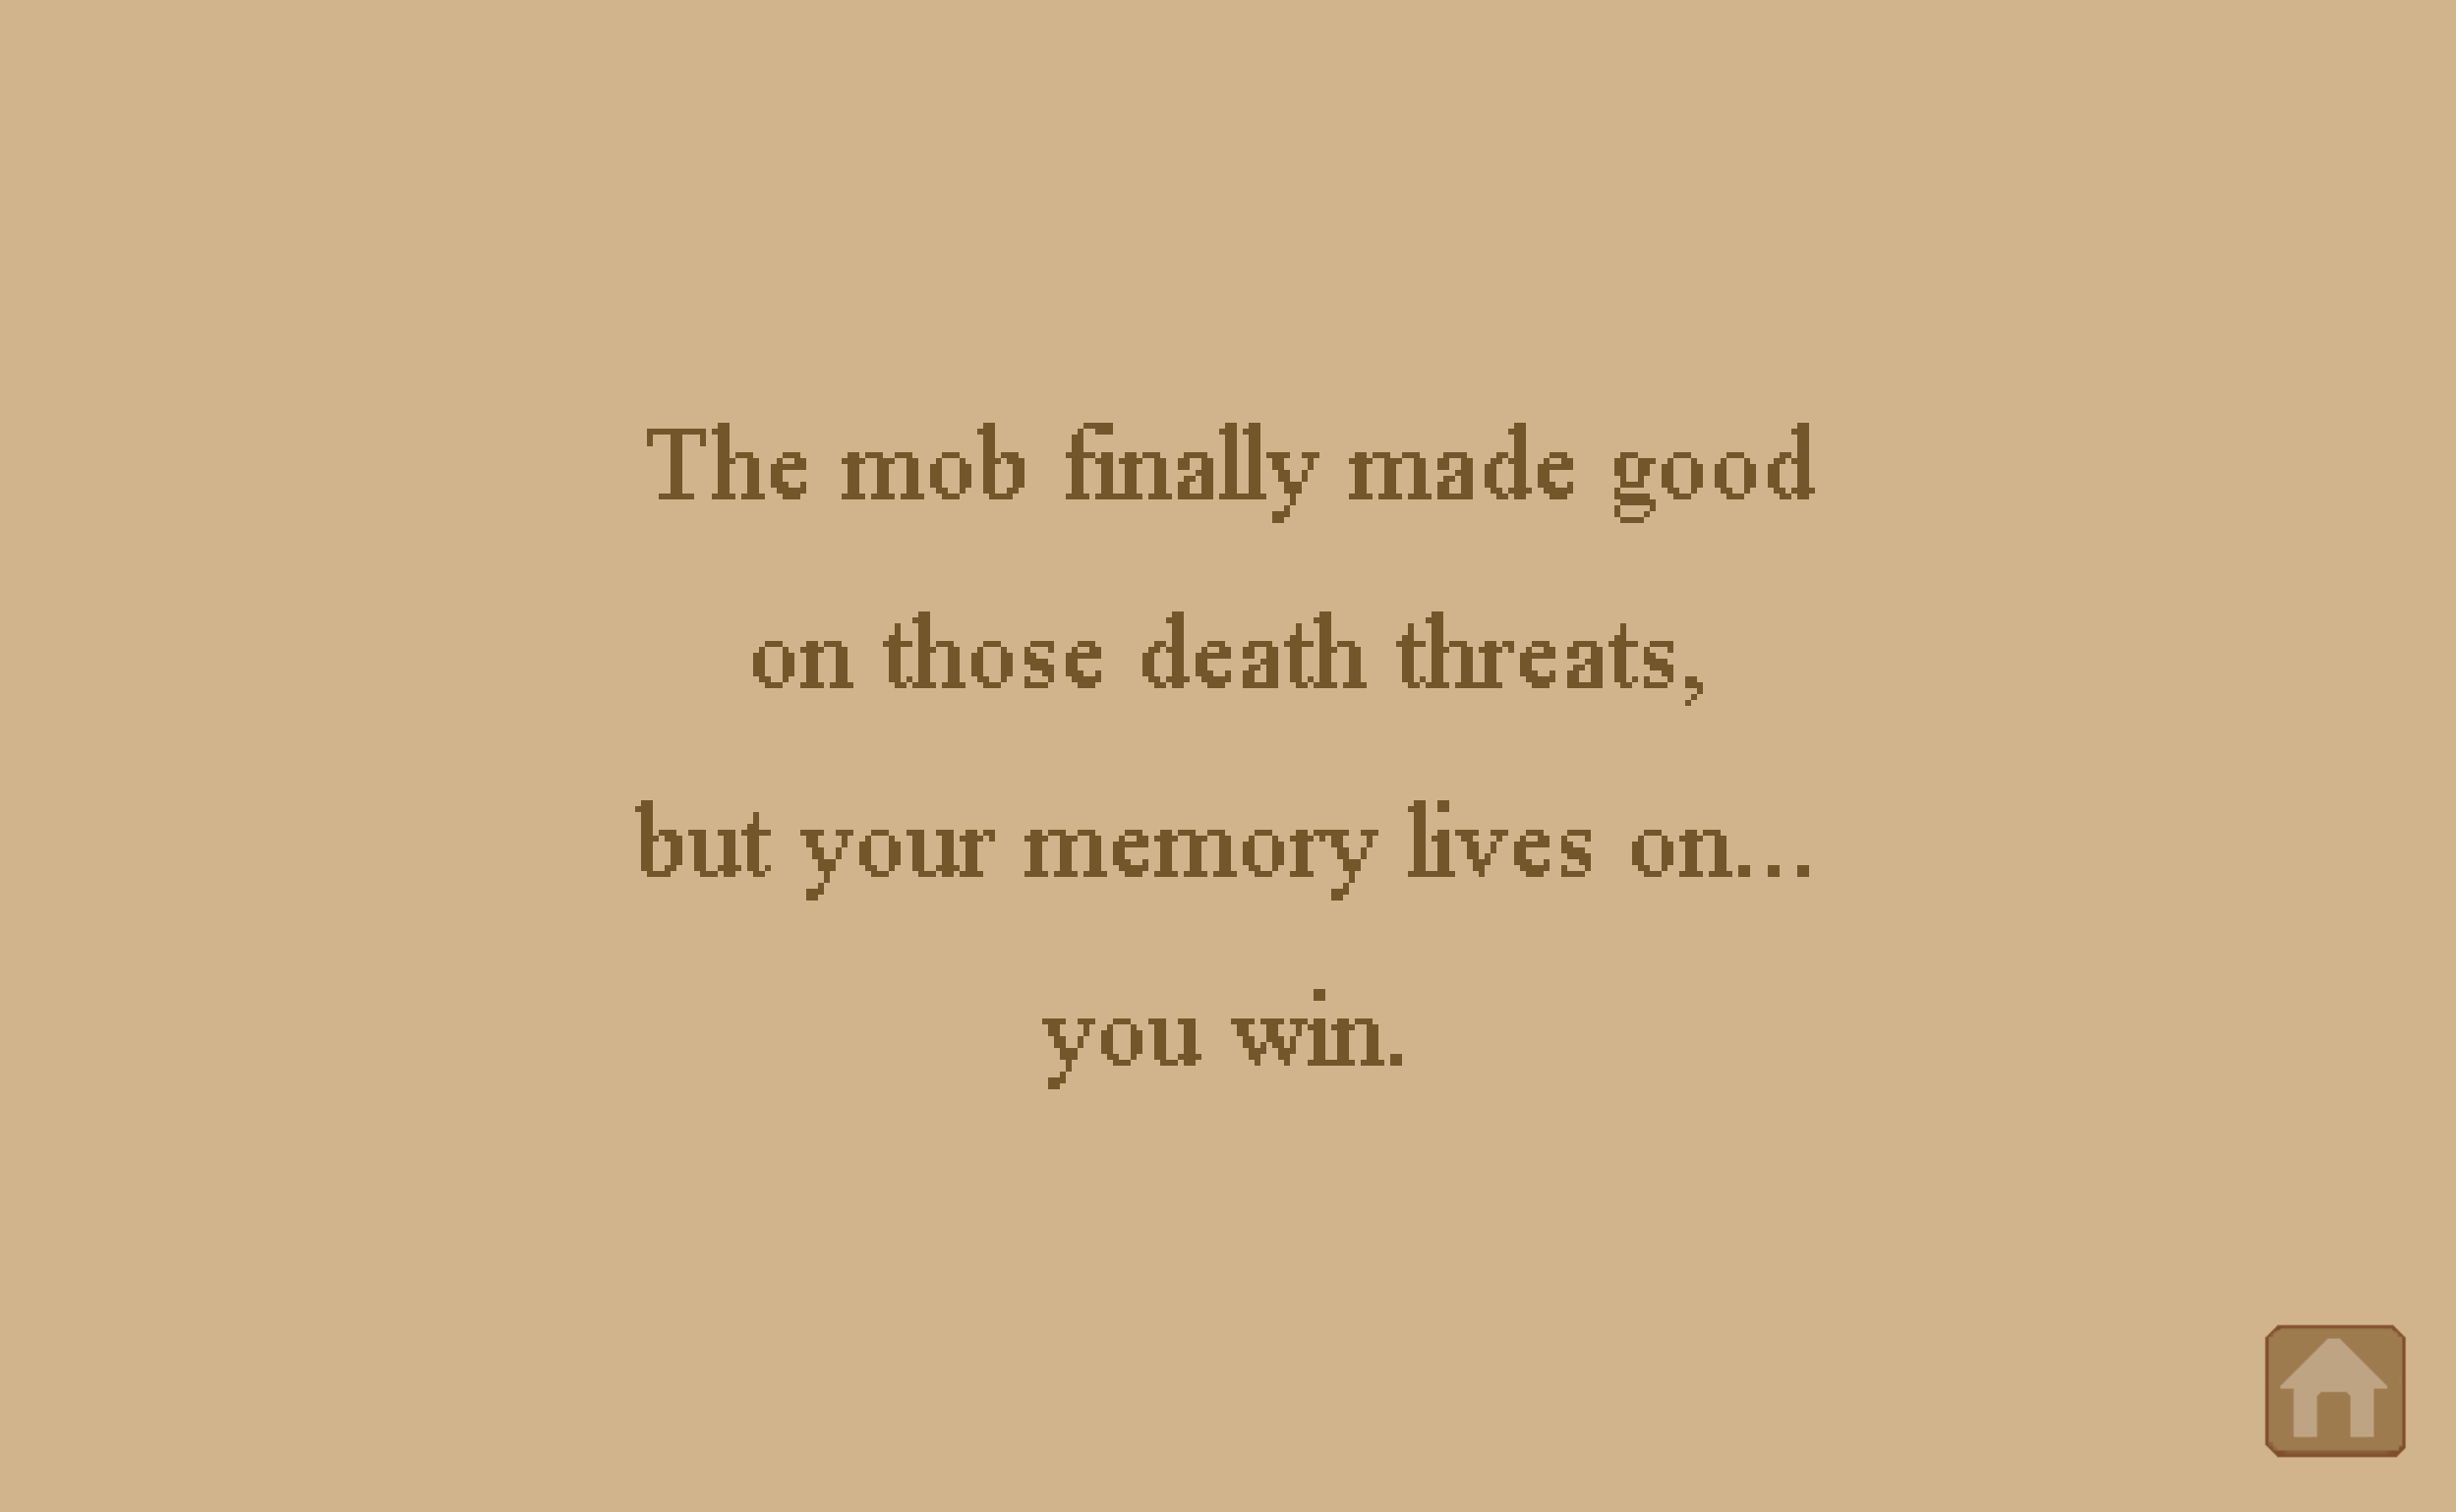 The mob finally made good
on those death threats,
but your memory lives on...
you win.